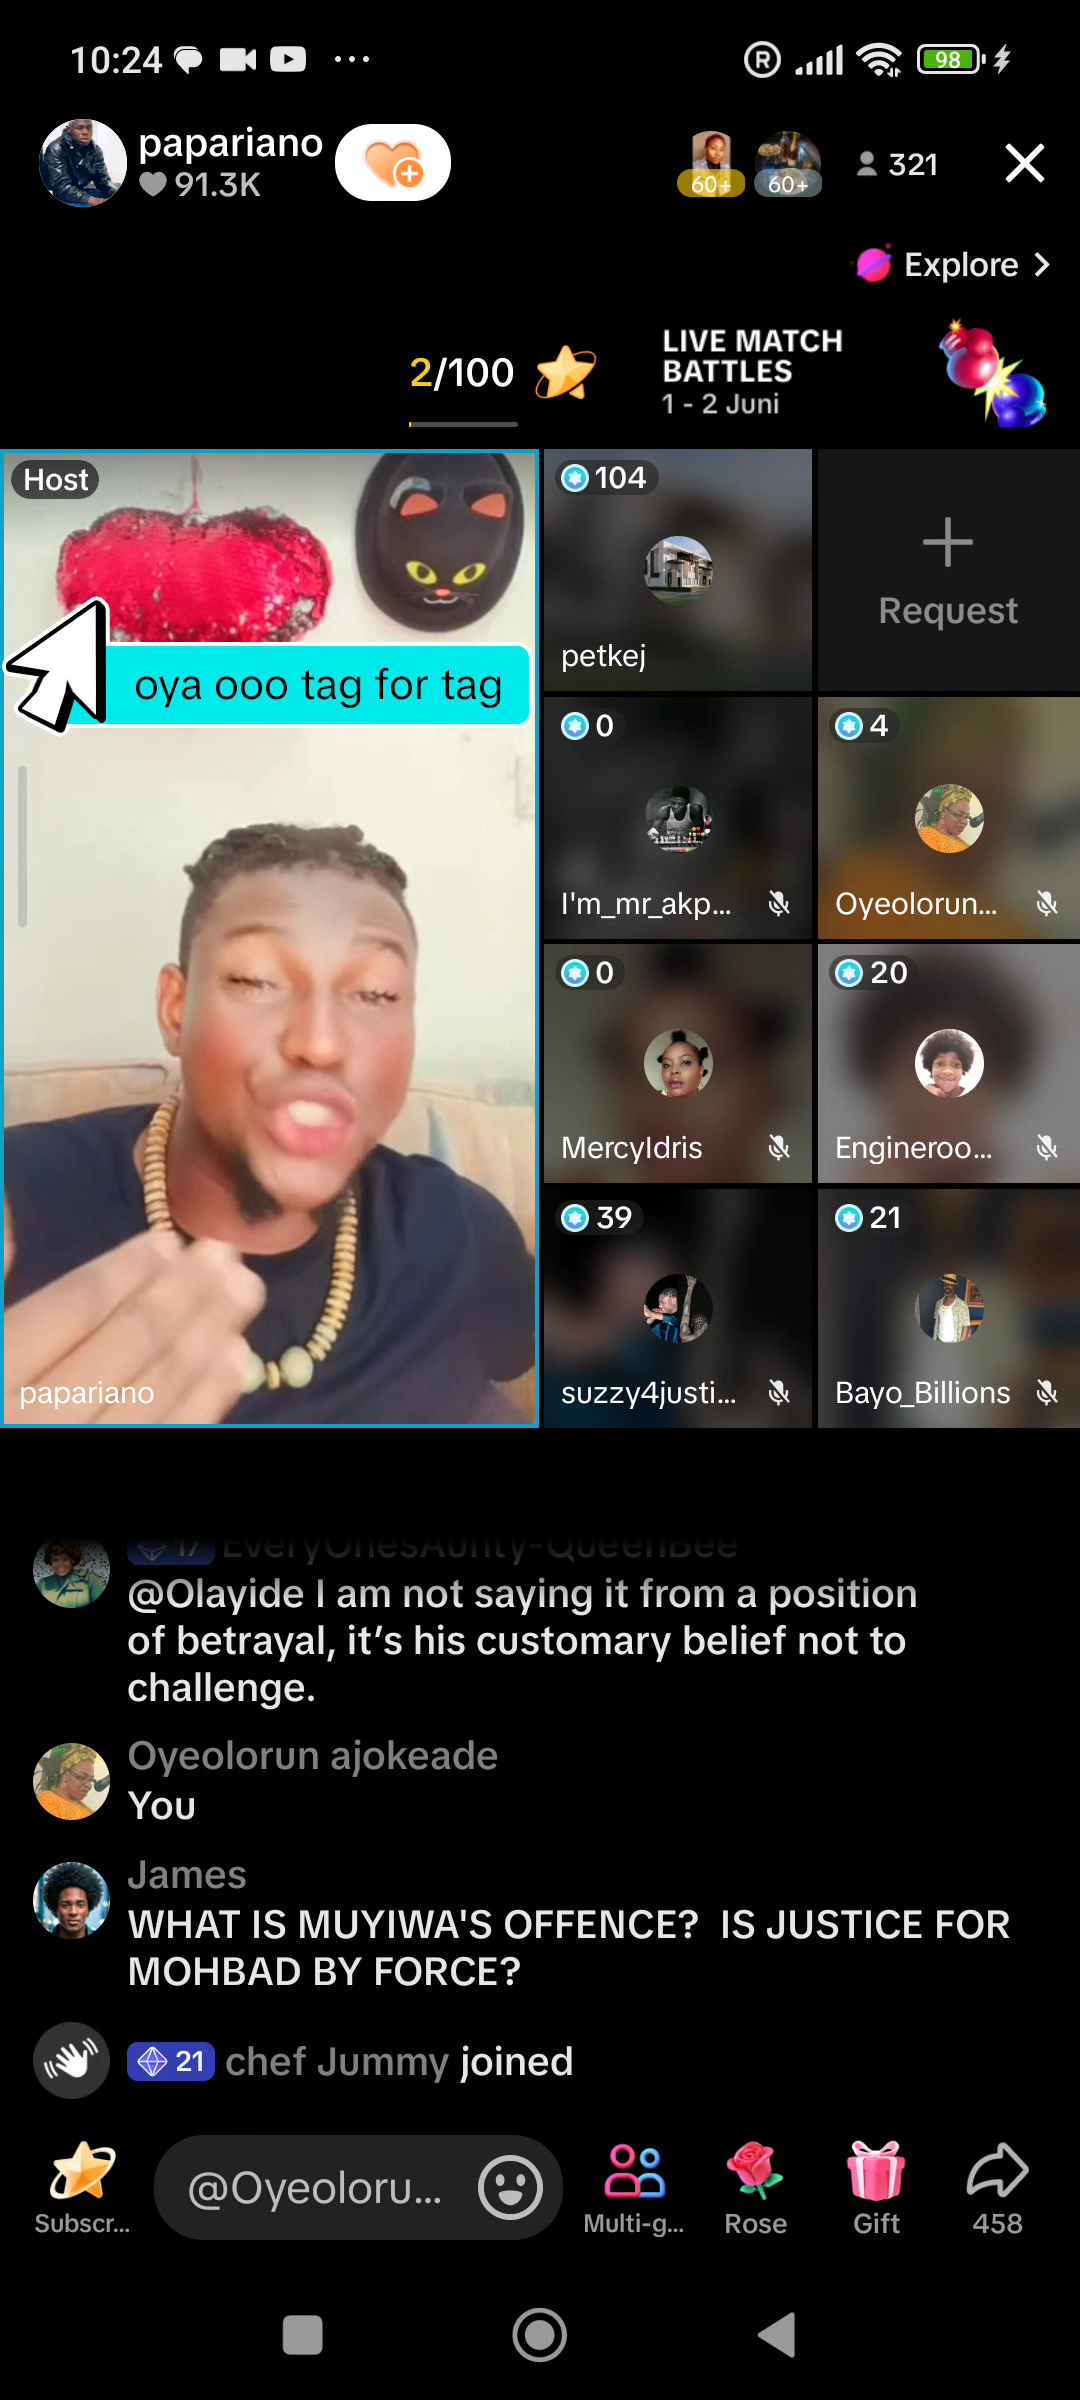 10:24
R
98
papariano
91.3K
60+
60+
321
Explore
2/100
LIVE MATCH
BATTLES
1 - 2 Juni
Host
oya ooo tag for tag
papariano
104
petkej
Request
0
I'm_mr_akp...
4
Oyeolorun...
0
MercyIdris
20
Engineroo...
39
suzzy4justi...
21
Bayo_Billions
17 EveryOnesAunty-QueenBee
@Olayide I am not saying it from a position
of betrayal, it’s his customary belief not to
challenge.
Oyeolorun ajokeade
You
James
WHAT IS MUYIWA'S OFFENCE?  IS JUSTICE FOR
MOHBAD BY FORCE?
21 chef Jummy joined
Subscr...
@Oyeoloru...
Multi-g...
Rose
Gift
458